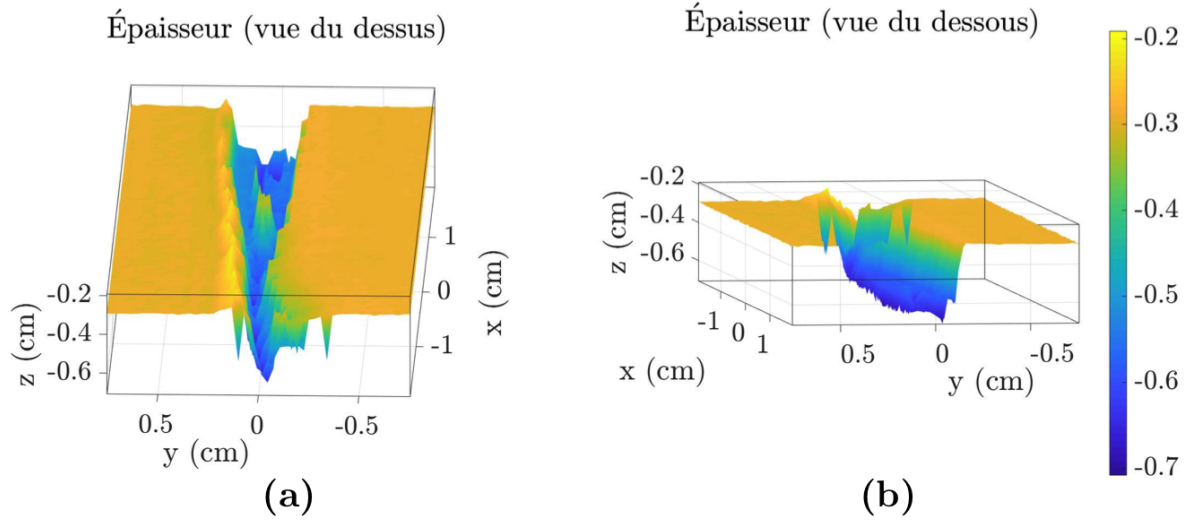 Épaisseur (vue du dessus)
1
0
-1
x (cm)
-0.2
-0.4
-0.6
z (cm)
0.5
0
-0.5
y (cm)
(a)
Épaisseur (vue du dessous)
-0.2
-0.4
-0.6
z (cm)
-1
0
1
x (cm)
0.5
0
-0.5
y (cm)
(b)
-0.2
-0.3
-0.4
-0.5
-0.6
-0.7